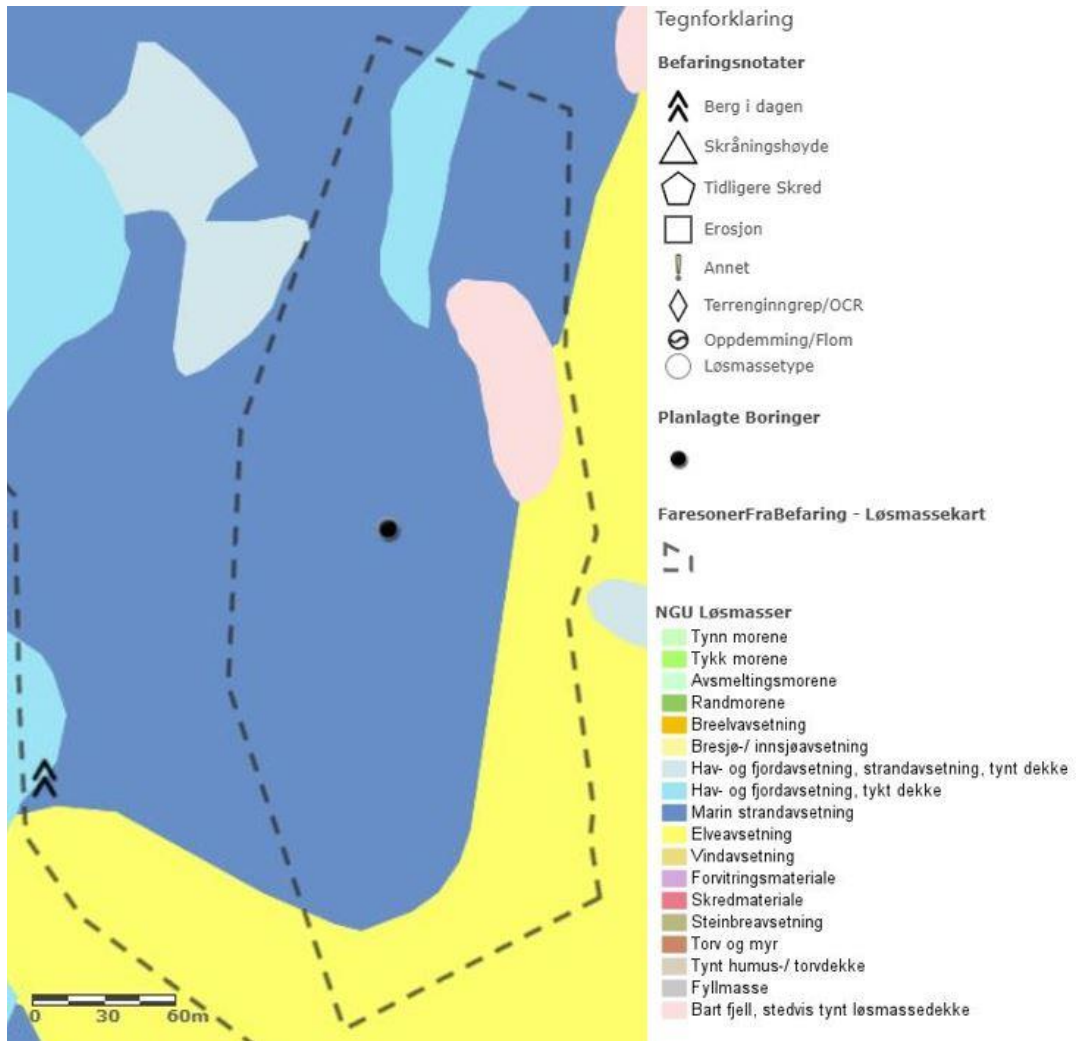 Tegnforklaring
Befaringsnotater
Berg i dagen
Skråningshøyde
Tidligere Skred
Erosjon
Annet
Terrenginngrep/OCR
Oppdemming/Flom
Løsmassetype
Planlagte Boringer
FaresonerFraBefaring - Løsmassekart
NGU Løsmasser
Tynn morene
Tykk morene
Avsmeltingsmorene
Randmorene
Breelvavsetning
Bresjø-/ innsjøavsetning
Hav- og fjordavsetning, strandavsetning, tynt dekke
Hav- og fjordavsetning, tykt dekke
Marin strandavsetning
Elveavsetning
Vindavsetning
Forvitringsmateriale
Skredmateriale
Steinbreavsetning
Torv og myr
Tynt humus-/ torvdekke
Fyllmasse
Bart fjell, stedvis tynt løsmassedekke
0 30 60m